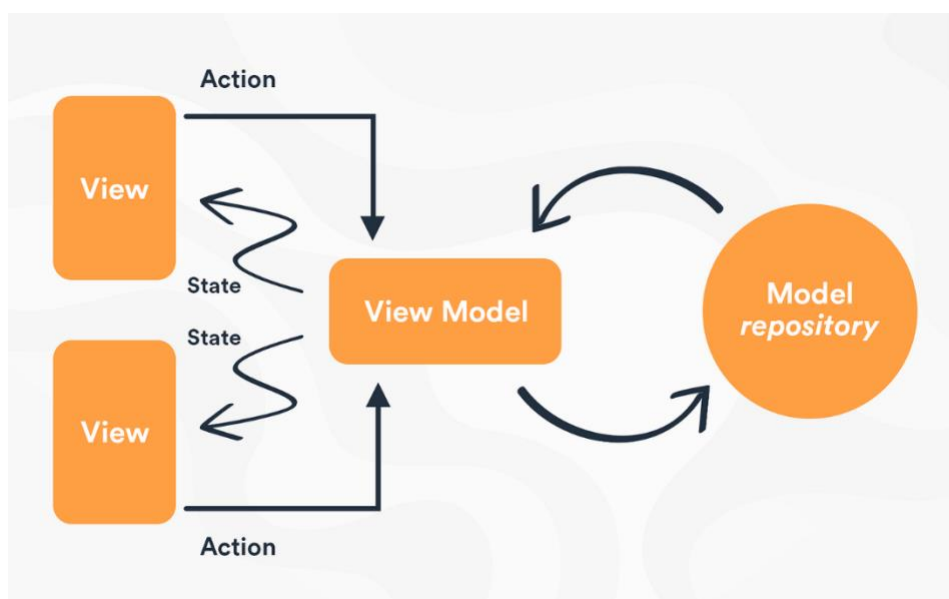 Action
View
State
View Model
Model
repository
State
View
Action